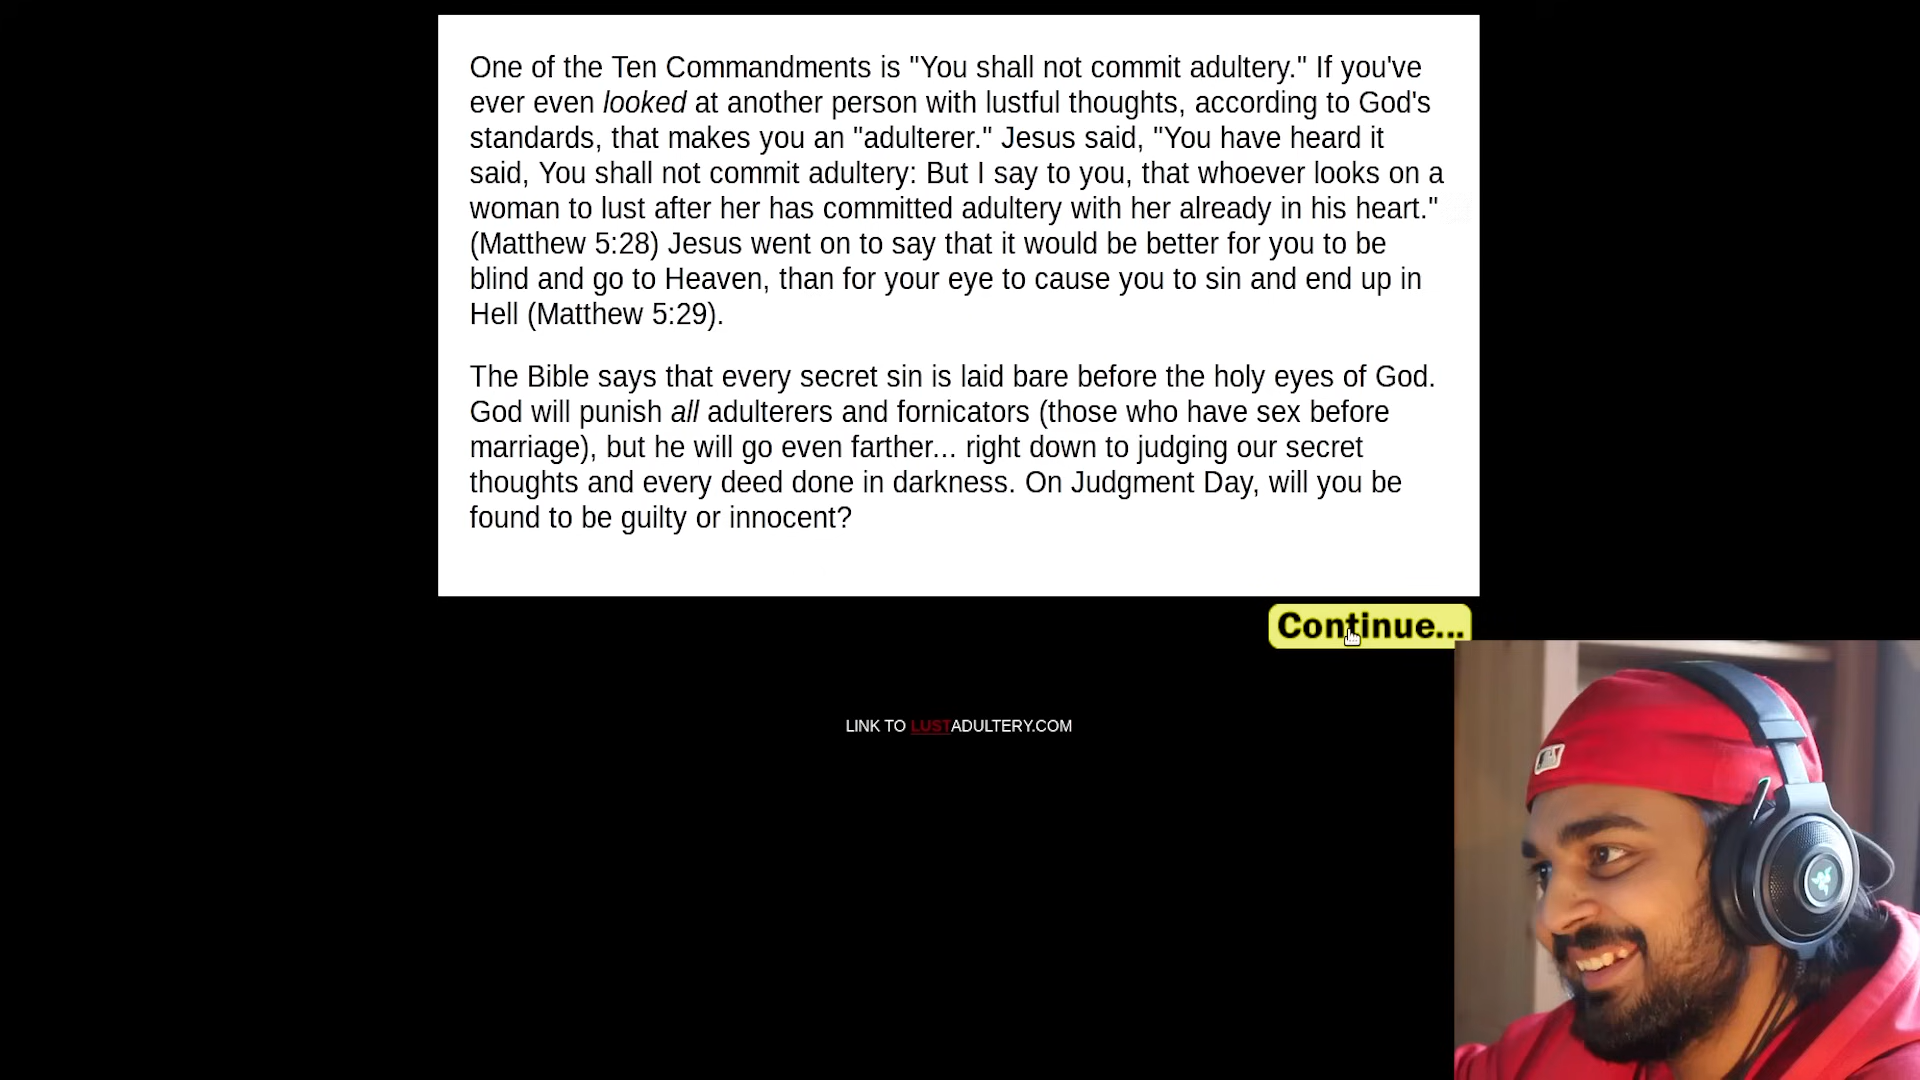 One of the Ten Commandments is "You shall not commit adultery." If you've
ever even looked at another person with lustful thoughts, according to God's
standards, that makes you an "adulterer." Jesus said, "You have heard it
said, You shall not commit adultery: But I say to you, that whoever looks on a
woman to lust after her has committed adultery with her already in his heart."
(Matthew 5:28) Jesus went on to say that it would be better for you to be
blind and go to Heaven, than for your eye to cause you to sin and end up in
Hell (Matthew 5:29).
The Bible says that every secret sin is laid bare before the holy eyes of God.
God will punish all adulterers and fornicators (those who have sex before
marriage), but he will go even farther... right down to judging our secret
thoughts and every deed done in darkness. On Judgment Day, will you be
found to be guilty or innocent?
Continue...
LINK TO LUSTADULTERY.COM